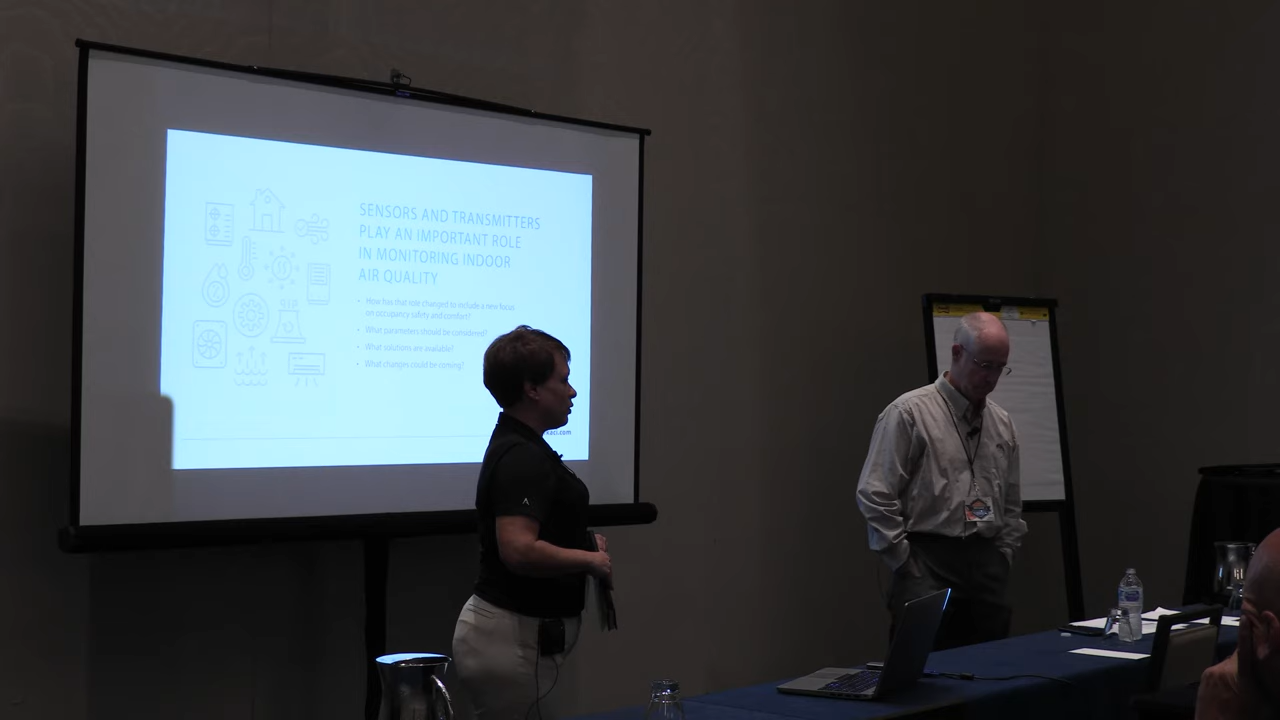 SENSORS AND TRANSMITTERS
PLAY AN IMPORTANT ROLE
IN MONITORING INDOOR
AIR QUALITY
• How has that role changed to include a new focus
on occupancy safety and comfort?
• What parameters should be considered?
• What solutions are available?
• What changes could be coming?
kaci.com